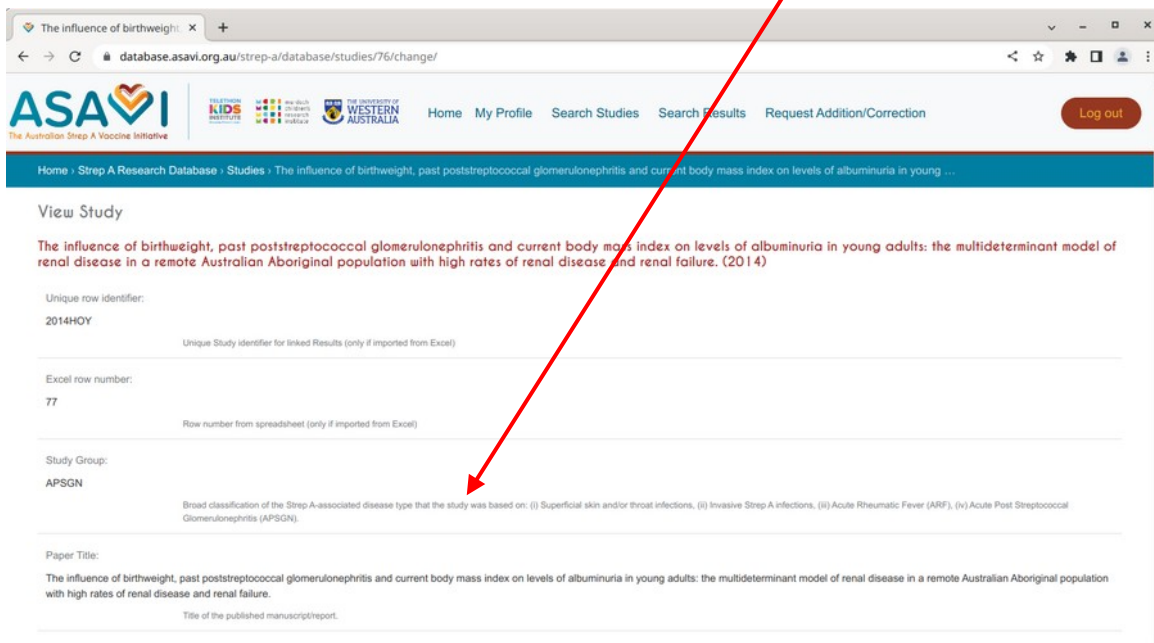 The influence of birthweight,
database.asavi.org.au/strep-a/database/studies/76/change/
ASAVI
The Australian Strep A Vaccine Initiative
TELETHON
KIDS
INSTITUTE
murdoch
children's
research
institute
THE UNIVERSITY OF
WESTERN
AUSTRALIA
Home My Profile Search Studies Search Results Request Addition/Correction
Log out
Home › Strep A Research Database › Studies › The influence of birthweight, past poststreptococcal glomerulonephritis and current body mass index on levels of albuminuria in young …
View Study
The influence of birthweight, past poststreptococcal glomerulonephritis and current body mass index on levels of albuminuria in young adults: the multideterminant model of
renal disease in a remote Australian Aboriginal population with high rates of renal disease and renal failure. (2014)
Unique row identifier:
2014HOY
Unique Study identifier for linked Results (only if imported from Excel)
Excel row number:
77
Row number from spreadsheet (only if imported from Excel)
Study Group:
APSGN
Broad classification of the Strep A-associated disease type that the study was based on: (i) Superficial skin and/or throat infections, (ii) Invasive Strep A infections, (iii) Acute Rheumatic Fever (ARF), (iv) Acute Post Streptococcal
Glomerulonephritis (APSGN).
Paper Title:
The influence of birthweight, past poststreptococcal glomerulonephritis and current body mass index on levels of albuminuria in young adults: the multideterminant model of renal disease in a remote Australian Aboriginal population
with high rates of renal disease and renal failure.
Title of the published manuscript/report.